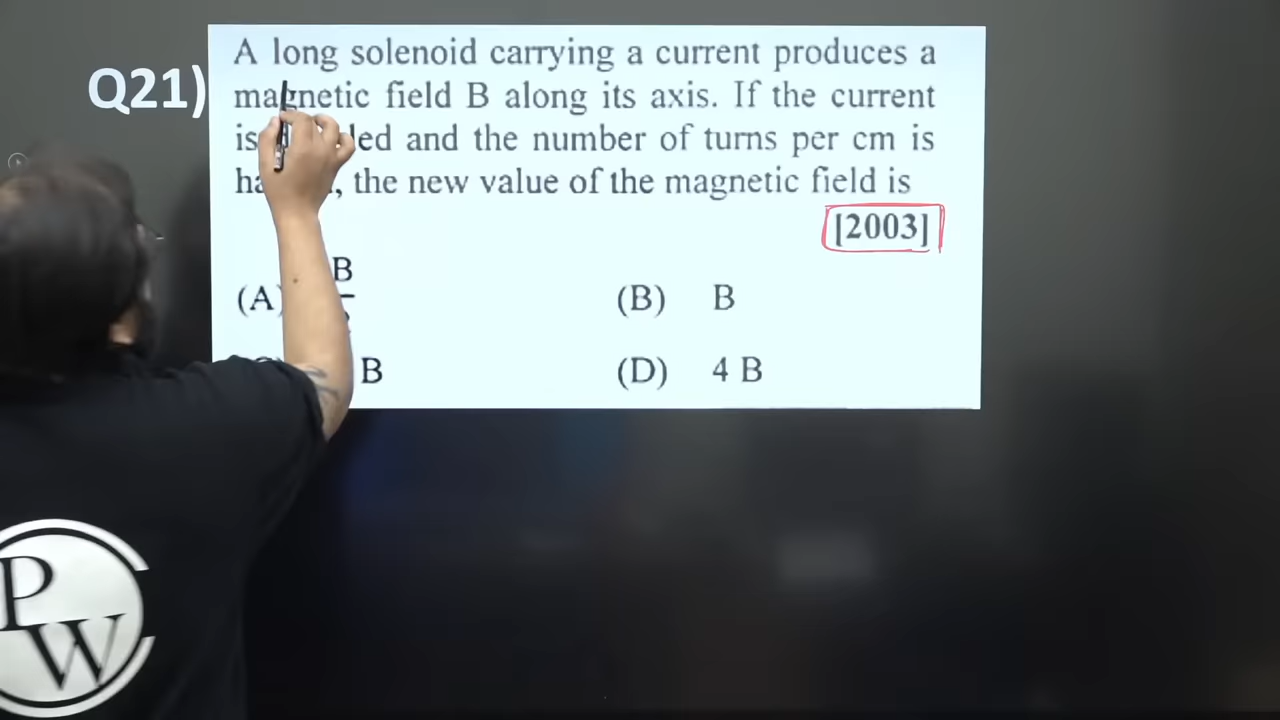 Q21)
A long solenoid carrying a current produces a
magnetic field B along its axis. If the current
is and the number of turns per cm is
the new value of the magnetic field is
[2003]
(A) B
(B) B
B
(D) 4 B
PW